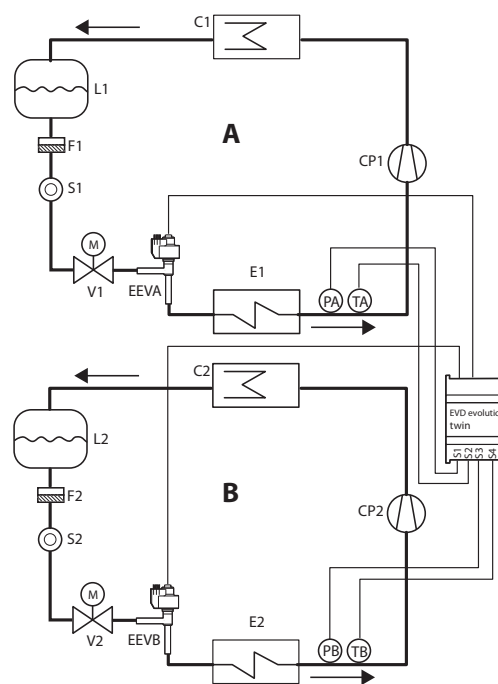 C1
L1
A
F1
CP1
S1
M
E1
V1
EEVA
PA
TA
C2
EVD evolution
twin
L2
S1
S2
S3
S4
B
F2
CP2
S2
M
E2
V2
EEVB
PB
TB